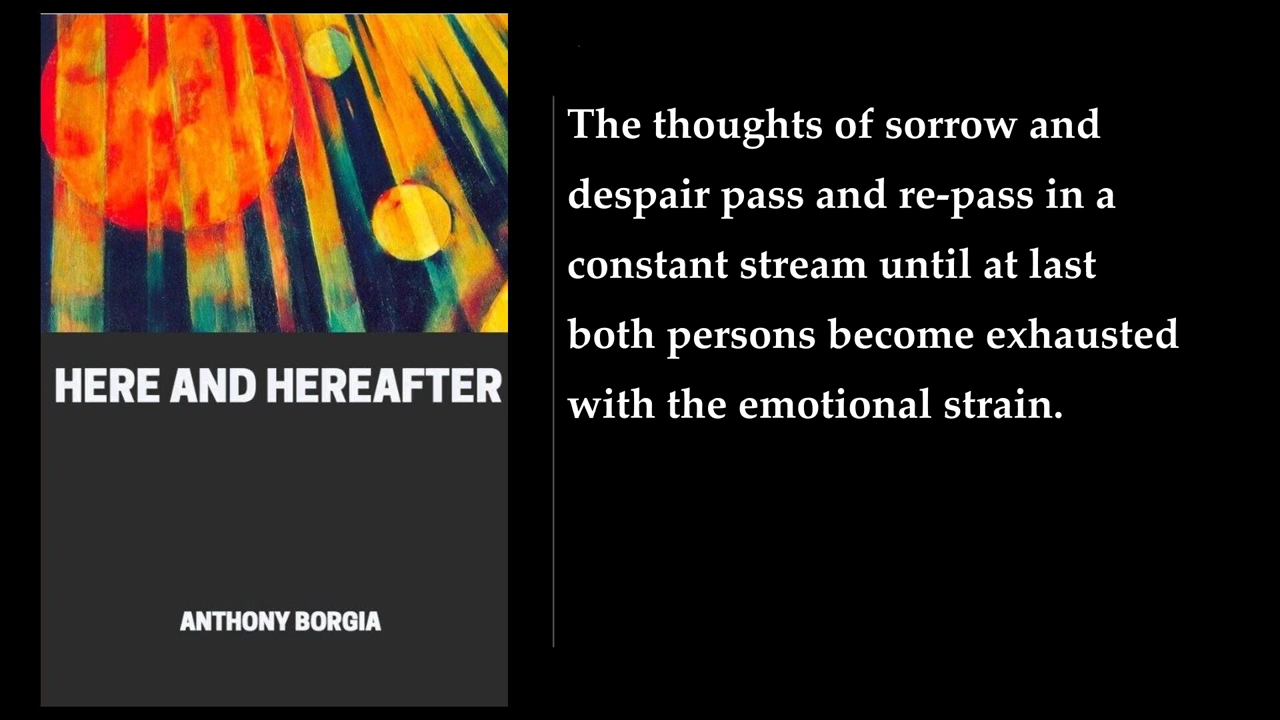 HERE AND HEREAFTER
ANTHONY BORGIA
The thoughts of sorrow and
despair pass and re-pass in a
constant stream until at last
both persons become exhausted
with the emotional strain.